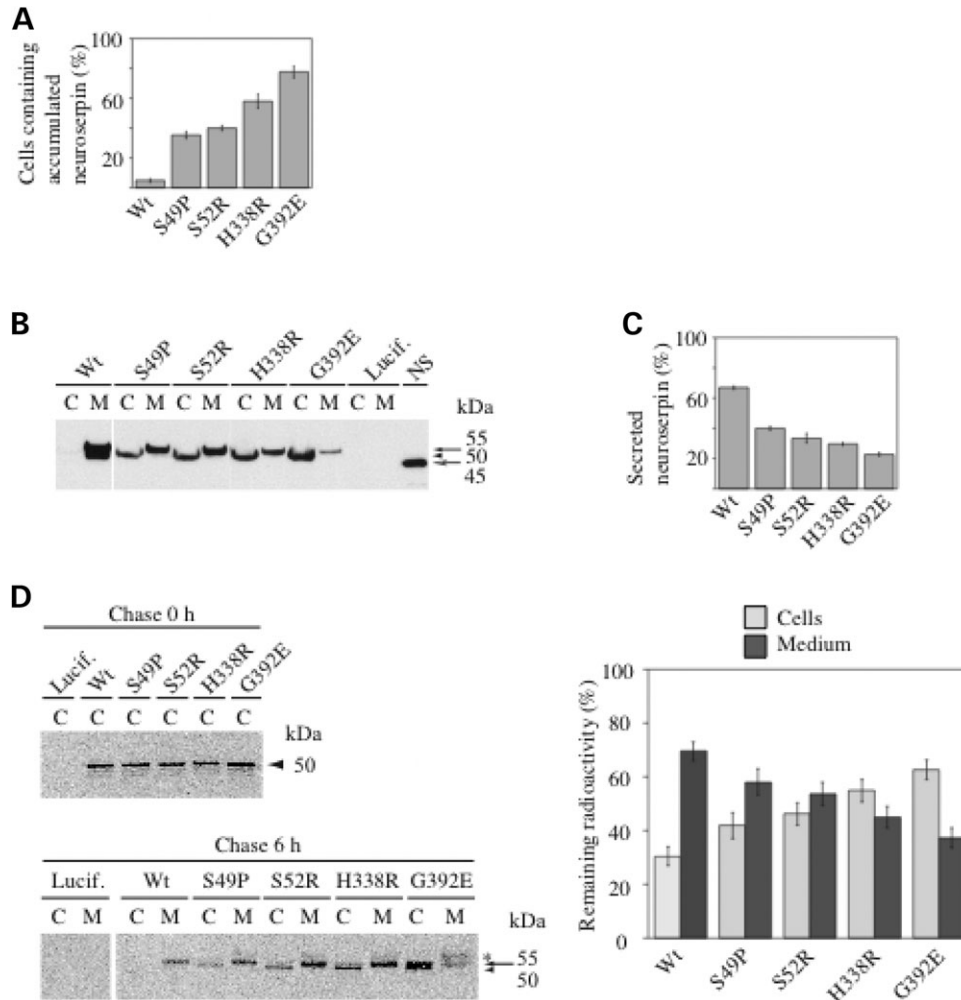 A
Cells containing
accumulated
neuroserpin (%)
100
60
20
Wt
S49P
S52R
H338R
G392E
B
Wt
S49P
S52R
H338R
G392E
Lucif.
NS
C M C M C M C M C M C M
kDa
55
50
45
C
Secreted
neuroserpin (%)
100
60
20
Wt
S49P
S52R
H338R
G392E
D
Chase 0 h
Lucif.
Wt
S49P
S52R
H338R
G392E
C C C C C C
kDa
50
Chase 6 h
Lucif. Wt S49P S52R H338R G392E
C M C M C M C M C M C M
kDa
* 55
50
Cells
Medium
Remaining radioactivity (%)
100
80
60
40
20
0
Wt
S49P
S52R
H338R
G392E